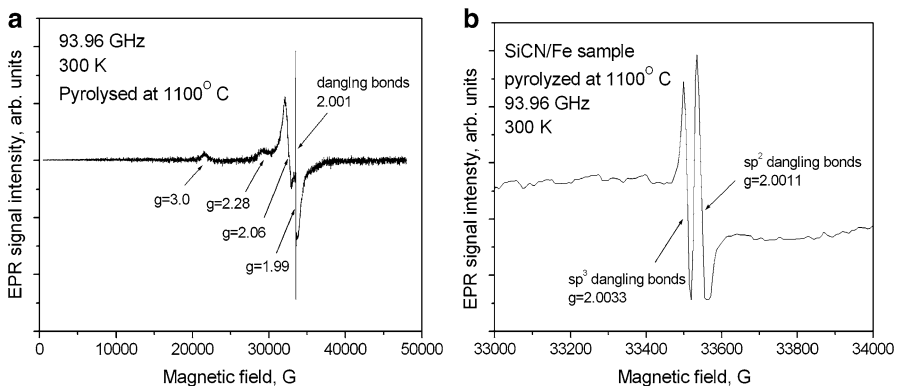 a
93.96 GHz
300 K
Pyrolysed at 1100° C
dangling bonds
2.001
g=3.0
g=2.28
g=2.06
g=1.99
EPR signal intensity, arb. units
0 10000 20000 30000 40000 50000
Magnetic field, G
b
SiCN/Fe sample
pyrolyzed at 1100° C
93.96 GHz
300 K
sp² dangling bonds
g=2.0011
sp³ dangling bonds
g=2.0033
EPR signal intensty, arb. units
33000 33200 33400 33600 33800 34000
Magnetic field, G